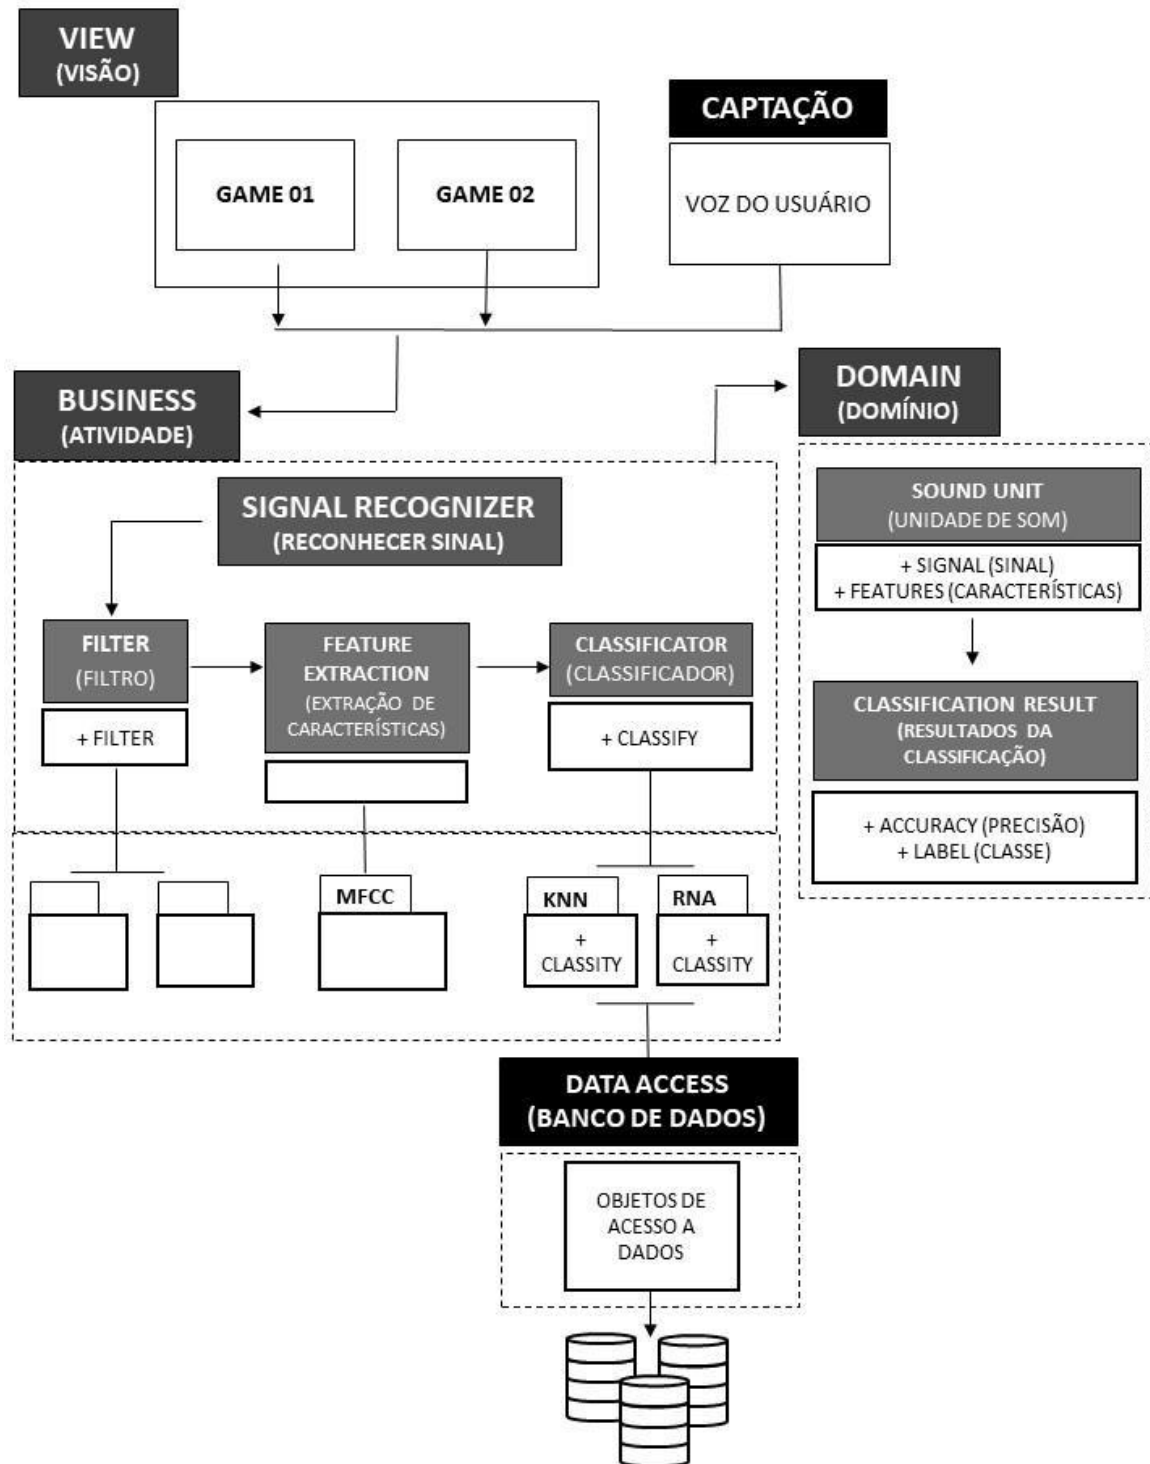 VIEW
(VISÃO)
CAPTAÇÃO
GAME 01
GAME 02
VOZ DO USUÁRIO
BUSINESS
(ATIVIDADE)
DOMAIN
(DOMÍNIO)
SIGNAL RECOGNIZER
(RECONHECER SINAL)
SOUND UNIT
(UNIDADE DE SOM)
+ SIGNAL (SINAL)
+ FEATURES (CARACTERÍSTICAS)
FILTER
(FILTRO)
+ FILTER
FEATURE
EXTRACTION
(EXTRAÇÃO DE
CARACTERÍSTICAS)
CLASSIFICATOR
(CLASSIFICADOR)
+ CLASSIFY
CLASSIFICATION RESULT
(RESULTADOS DA
CLASSIFICAÇÃO)
+ ACCURACY (PRECISÃO)
+ LABEL (CLASSE)
MFCC
KNN
+
CLASSITY
RNA
+
CLASSITY
DATA ACCESS
(BANCO DE DADOS)
OBJETOS DE
ACESSO A
DADOS